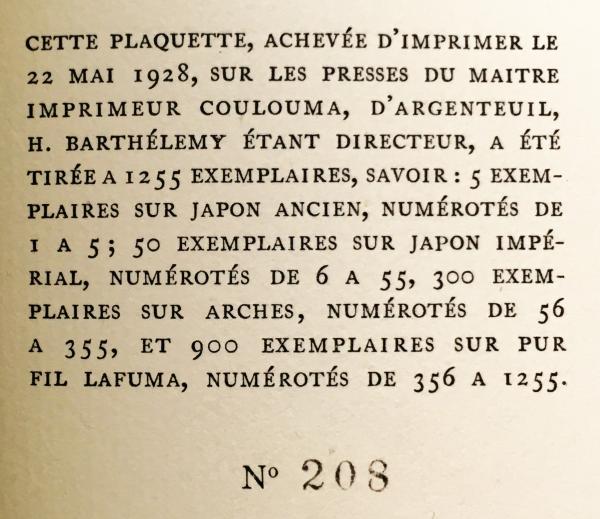 CETTE PLAQUETTE, ACHEVÉE D'IMPRIMER LE
22 MAI 1928, SUR LES PRESSES DU MAITRE
IMPRIMEUR COULOUMA, D'ARGENTEUIL,
H. BARTHÉLEMY ÉTANT DIRECTEUR, A ÉTÉ
TIRÉE A 1255 EXEMPLAIRES, SAVOIR : 5 EXEM-
PLAIRES SUR JAPON ANCIEN, NUMÉROTÉS DE
1 A 5 ; 50 EXEMPLAIRES SUR JAPON IMPÉ-
RIAL, NUMÉROTÉS DE 6 A 55, 300 EXEM-
PLAIRES SUR ARCHES, NUMÉROTÉS DE 56
A 355, ET 900 EXEMPLAIRES SUR PUR
FIL LAFUMA, NUMÉROTÉS DE 356 A 1255.
Nº 208